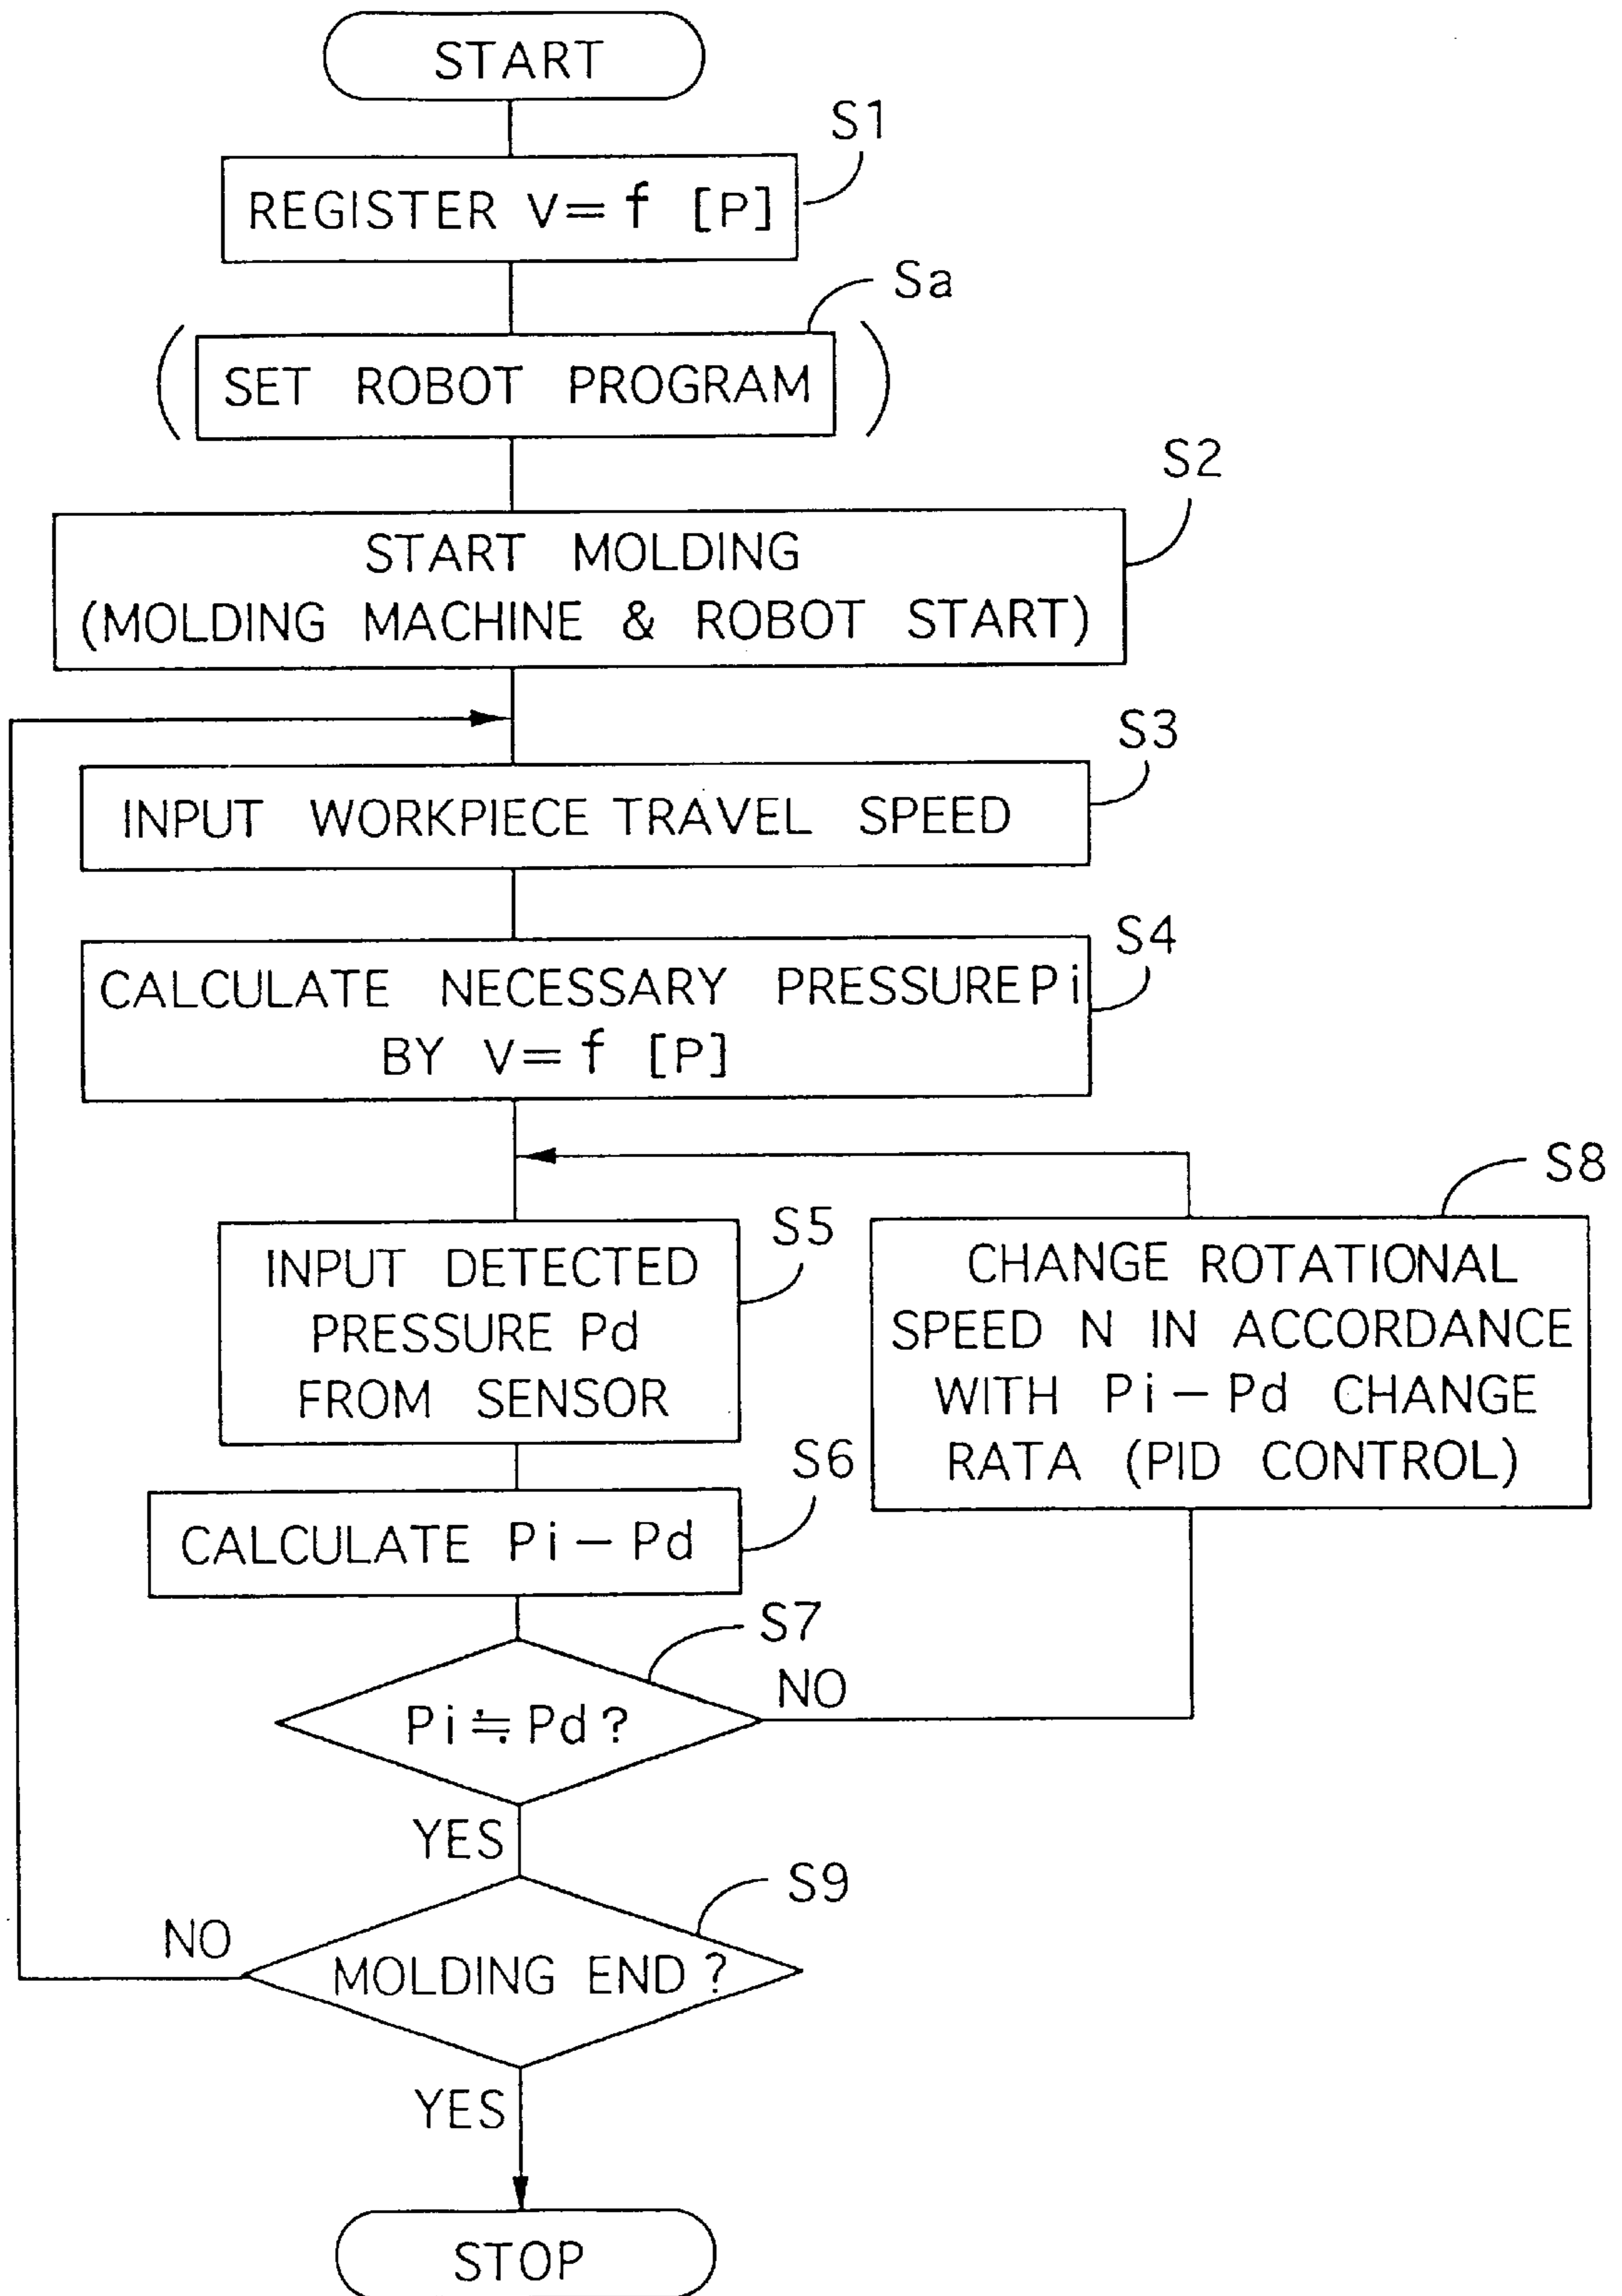 START
S1
REGISTER V=f [P]
Sa
(SET ROBOT PROGRAM)
S2
START MOLDING
(MOLDING MACHINE & ROBOT START)
S3
INPUT WORKPIECE TRAVEL SPEED
S4
CALCULATE NECESSARY PRESSURE Pi
BY V=f [P]
S5
INPUT DETECTED
PRESSURE Pd
FROM SENSOR
S8
CHANGE ROTATIONAL
SPEED N IN ACCORDANCE
WITH Pi-Pd CHANGE
RATA (PID CONTROL)
S6
CALCULATE Pi-Pd
S7
Pi≒Pd?
NO
YES
S9
MOLDING END?
NO
YES
STOP